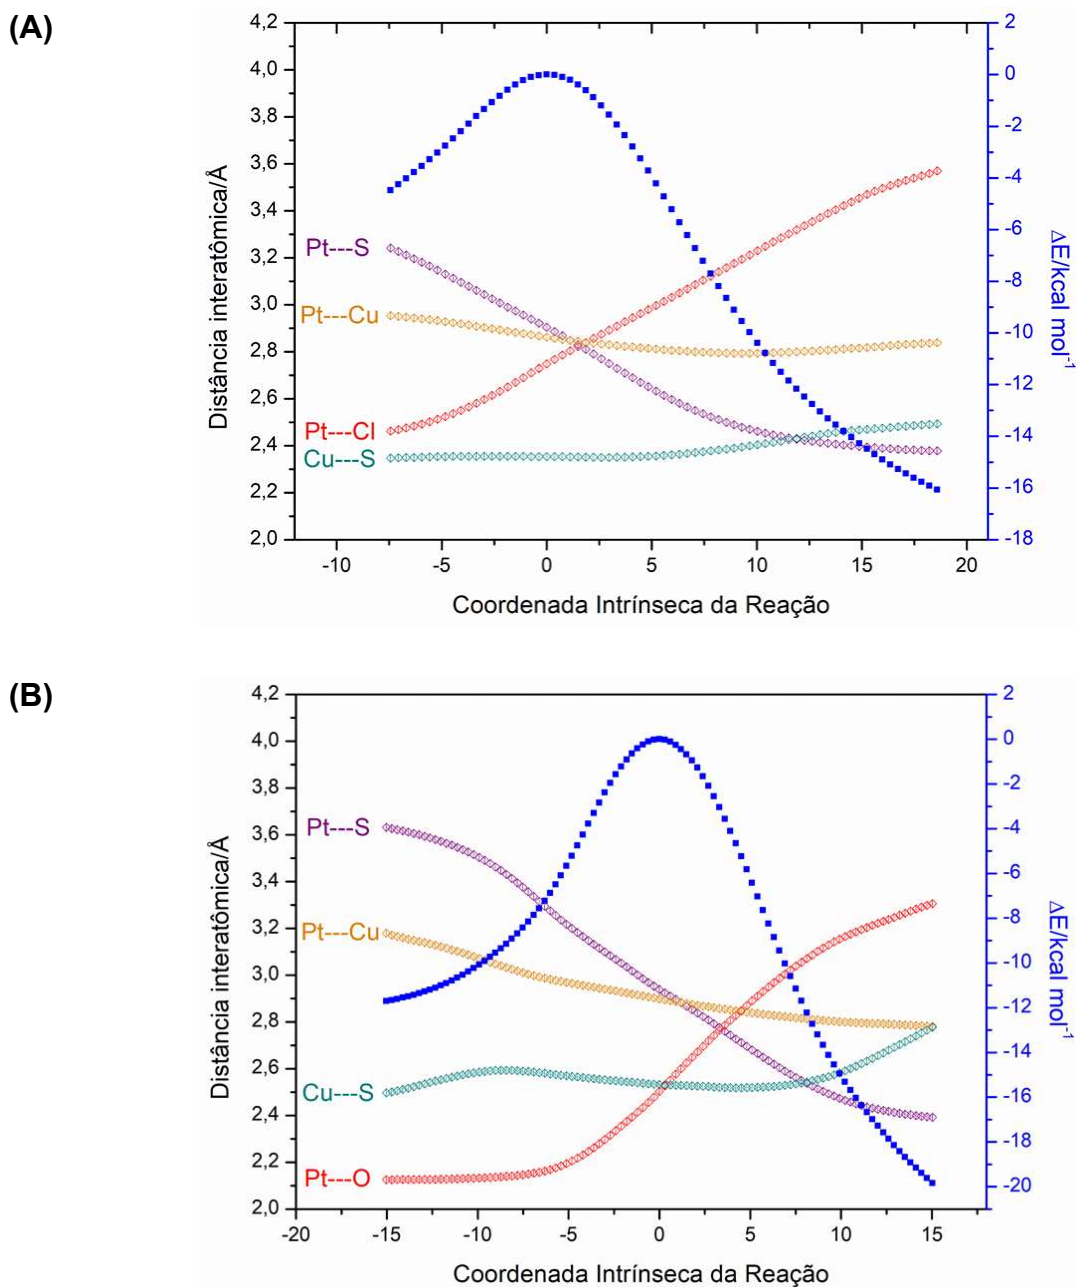 (A)
4,2
4,0
3,8
3,6
3,4
3,2
3,0
2,8
2,6
2,4
2,2
2,0
Distância interatômica/Å
Pt---S
Pt---Cu
Pt---Cl
Cu---S
2
0
-2
-4
-6
-8
-10
-12
-14
-16
-18
ΔE/kcal mol⁻¹
-10 -5 0 5 10 15 20
Coordenada Intrínseca da Reação
(B)
4,2
4,0
3,8
3,6
3,4
3,2
3,0
2,8
2,6
2,4
2,2
2,0
Distância interatômica/Å
Pt---S
Pt---Cu
Cu---S
Pt---O
2
0
-2
-4
-6
-8
-10
-12
-14
-16
-18
-20
ΔE/kcal mol⁻¹
-20 -15 -10 -5 0 5 10 15
Coordenada Intrínseca da Reação